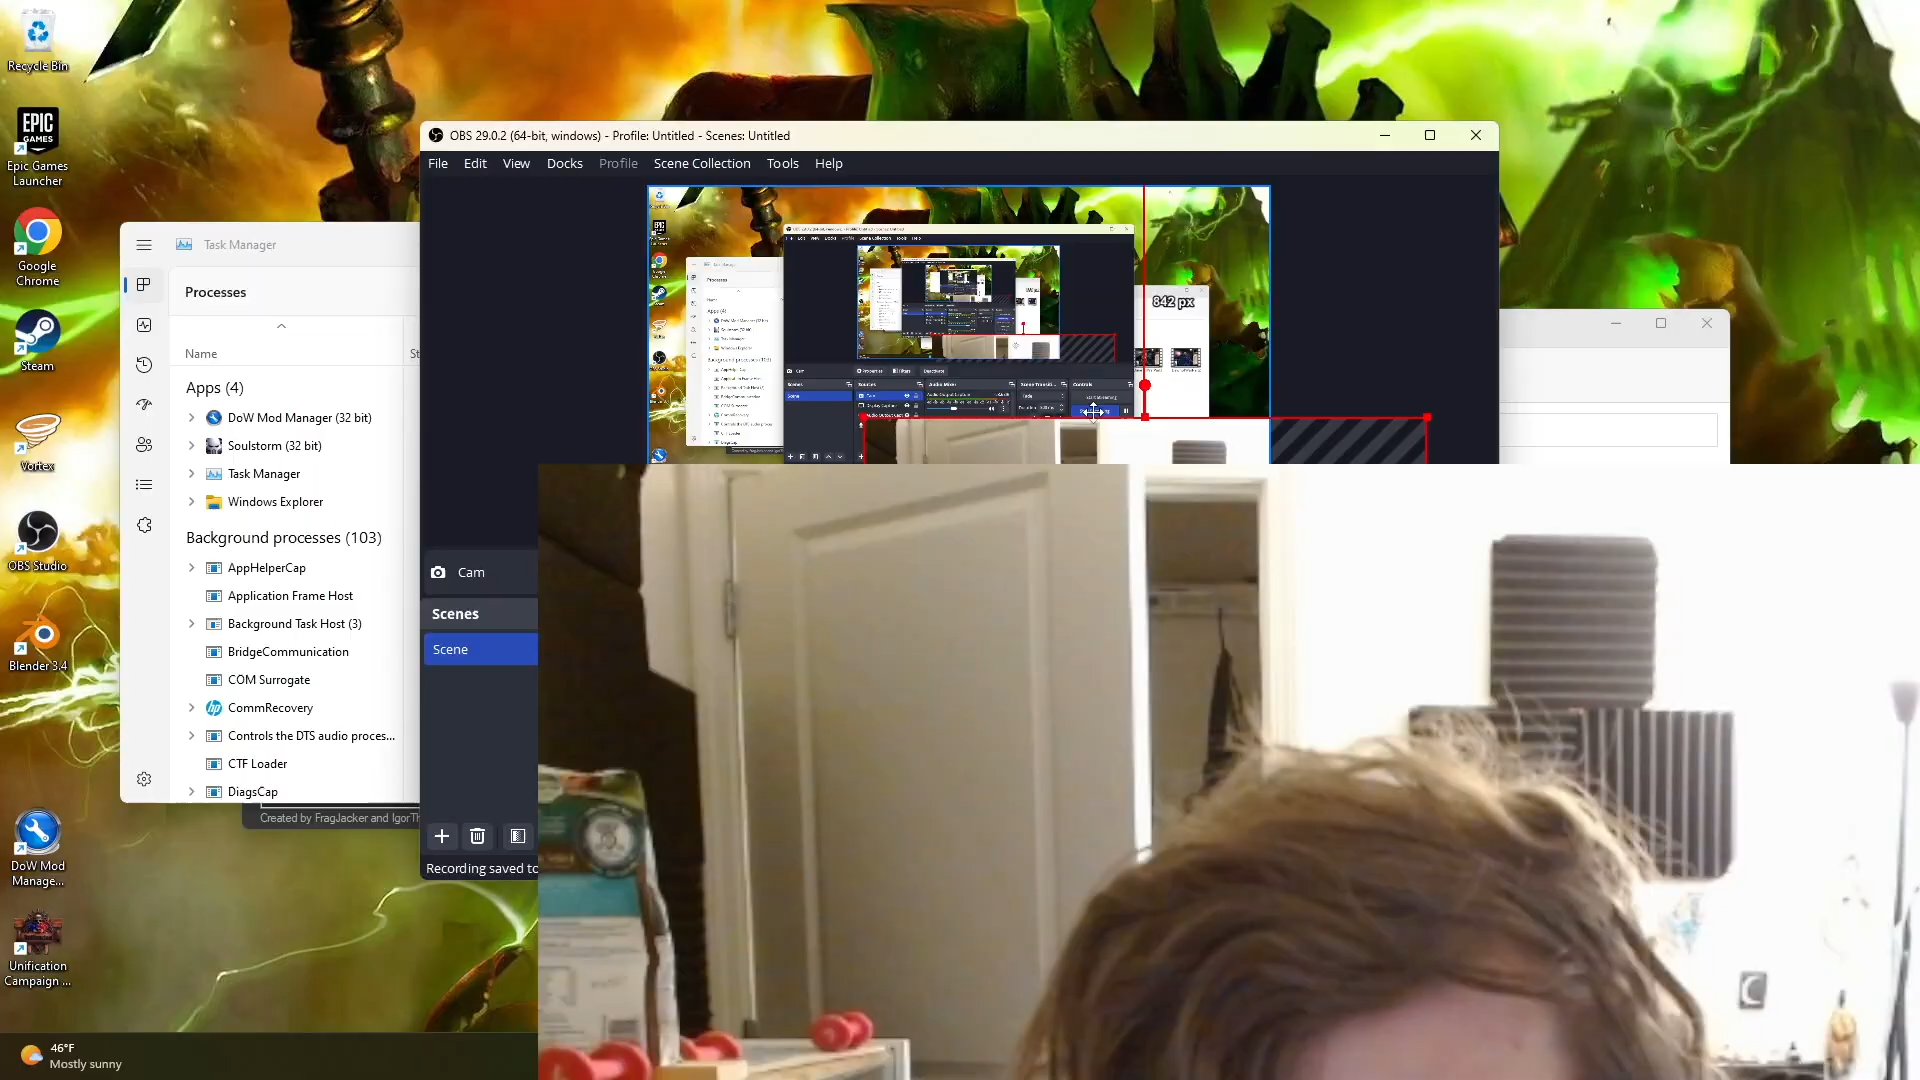 Recycle Bin
Epic Games
Launcher
Google
Chrome
Steam
Vortex
OBS Studio
Blender 3.4
DoW Mod
Manage...
Unification
Campaign ...
46°F
Mostly sunny
Task Manager
Processes
Name
St
Apps (4)
DoW Mod Manager (32 bit)
Soulstorm (32 bit)
Task Manager
Windows Explorer
Background processes (103)
AppHelperCap
Application Frame Host
Background Task Host (3)
BridgeCommunication
COM Surrogate
CommRecovery
Controls the DTS audio proces...
CTF Loader
DiagsCap
Created by FragJacker and IgorTh
OBS 29.0.2 (64-bit, windows) - Profile: Untitled - Scenes: Untitled
File Edit View Docks Profile Scene Collection Tools Help
842 px
Cam
Scenes
Scene
Recording saved to